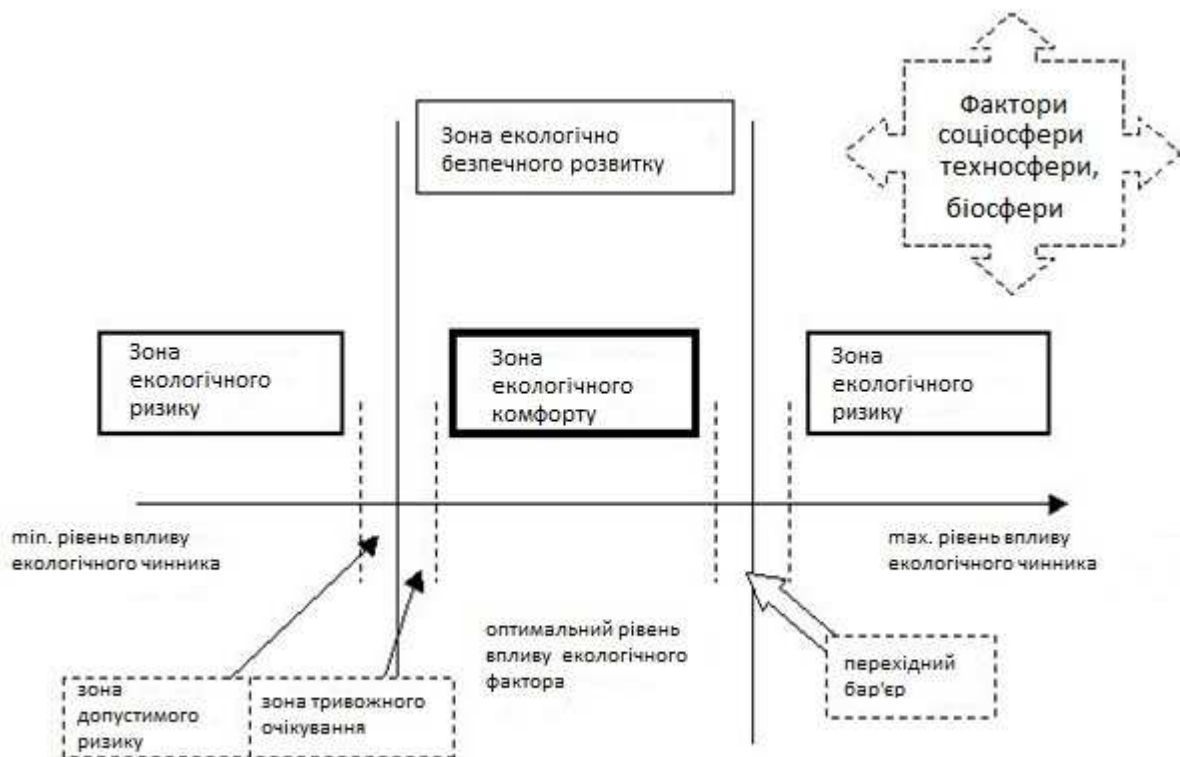 Фактори
соціосфери
техносфери,
біосфери
Зона екологічно
безпечного розвитку
Зона
екологічного
ризику
Зона
екологічного
комфорту
Зона
екологічного
ризику
min. рівень впливу
екологічного чинника
max. рівень впливу
екологічного чинника
оптимальний рівень
впливу екологічного
фактора
зона
допустимого
ризику
зона тривожного
очікування
перехідний
бар'єр